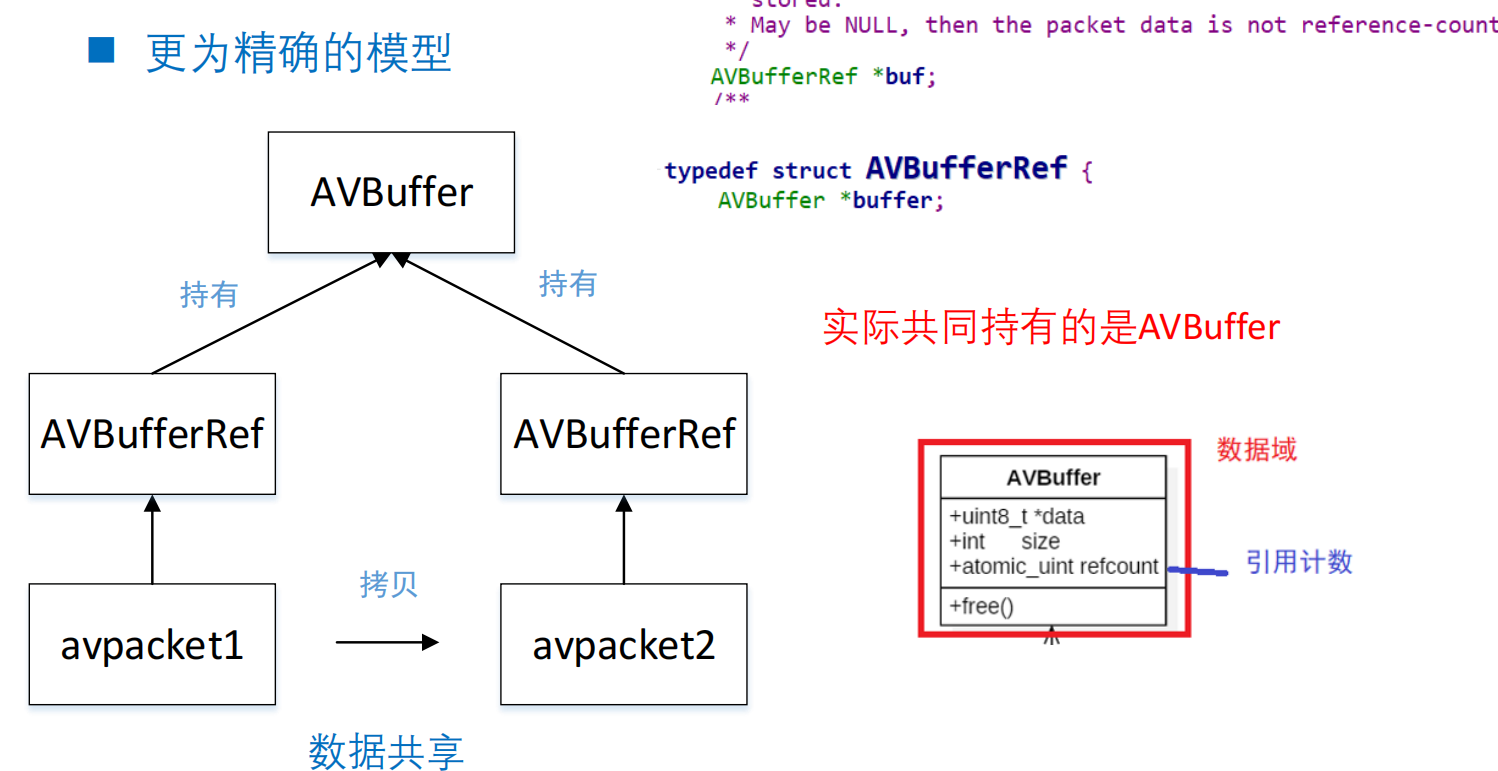 更为精确的模型
stored.
* May be NULL, then the packet data is not reference-count
*/
AVBufferRef *buf;
/**
typedef struct AVBufferRef {
AVBuffer *buffer;
AVBuffer
持有
持有
实际共同持有的是AVBuffer
AVBufferRef
AVBufferRef
数据域
AVBuffer
+uint8_t *data
+int size
+atomic_uint refcount
引用计数
+free()
拷贝
avpacket1
avpacket2
数据共享